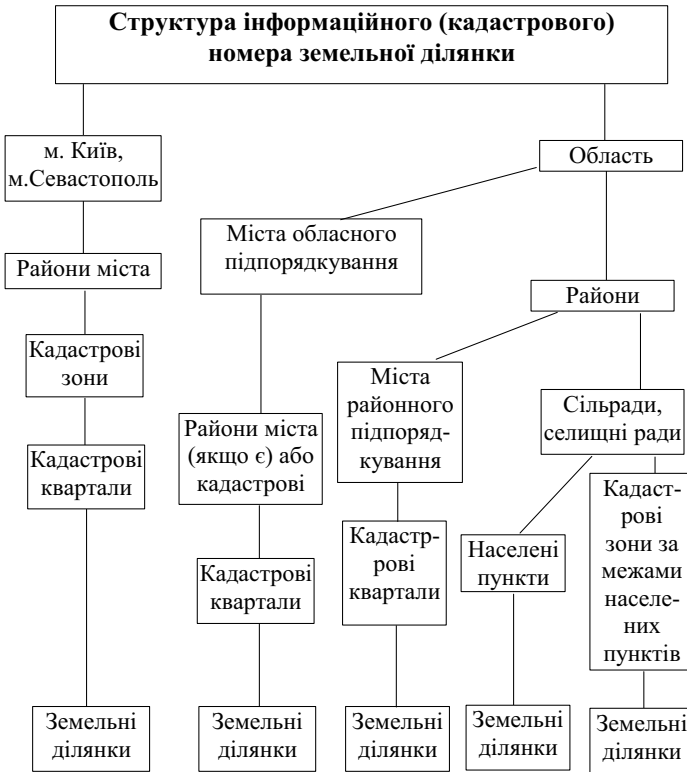 Структура інформаційного (кадастрового)
номера земельної ділянки
м. Київ,
м.Севастополь
Область
Міста обласного
підпорядкування
Райони міста
Райони
Кадастрові
зони
Міста
районного
підпоряд-
кування
Сільради,
селищні ради
Райони міста
(якщо є) або
кадастрові
Кадастрові
квартали
Кадаст-
рові
зони за
межами
населе-
них
пунктів
Кадастр-
рові
квартали
Населені
пункти
Кадастрові
квартали
Земельні
ділянки
Земельні
ділянки
Земельні
ділянки
Земельні
ділянки
Земельні
ділянки